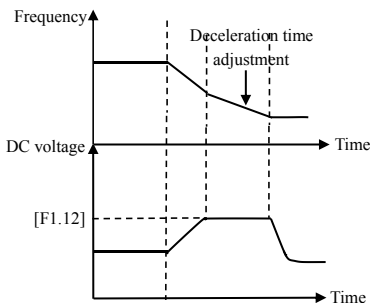 Frequency
Deceleration time
adjustment
Time
DC voltage
[F1.12]
Time